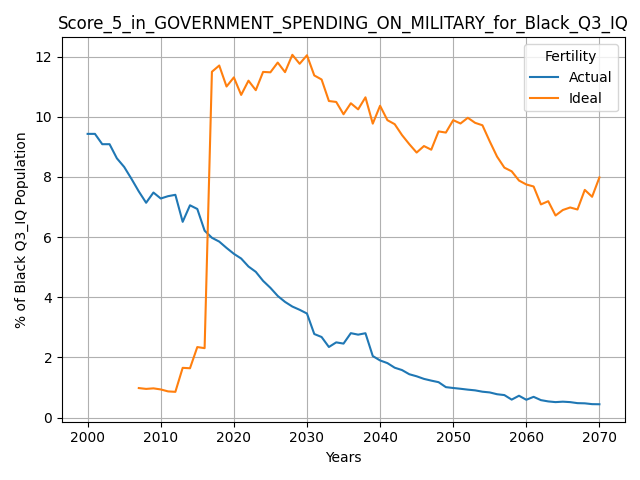 Score_5_in_GOVERNMENT_SPENDING_ON_MILITARY_for_Black_Q3_IQ
Fertility
Actual
Ideal
% of Black Q3_IQ Population
12
10
8
6
4
2
0
2000 2010 2020 2030 2040 2050 2060 2070
Years